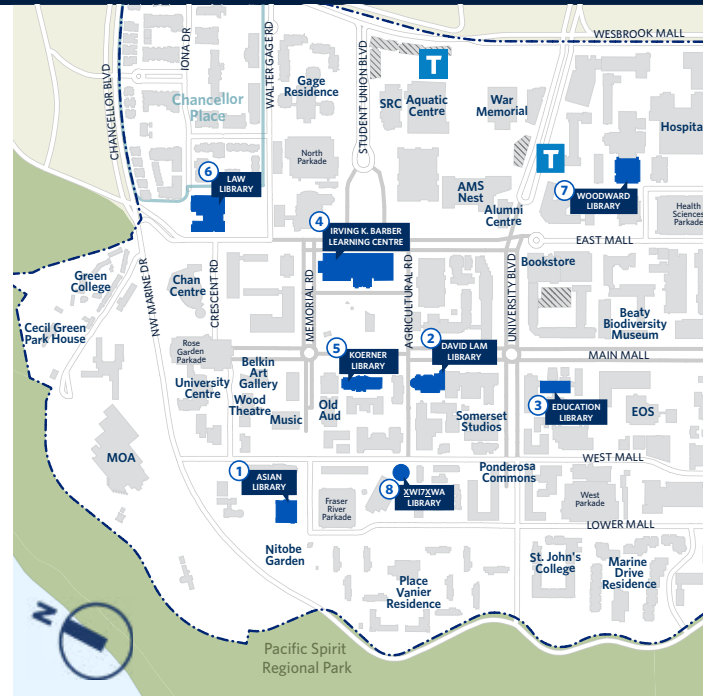 WESBROOK MALL
CHANCELLOR BLVD
IONA DR
WALTER GAGE RD
STUDENT UNION BLVD
T
Gage
Residence
SRC
Aquatic
Centre
War
Memorial
Chancellor
Place
Hospita
North
Parkade
T
6
LAW
LIBRARY
7
WOODWARD
LIBRARY
AMS
Nest
Alumni
Centre
Health
Sciences
Parkade
4
IRVING K. BARBER
LEARNING CENTRE
EAST MALL
Green
College
NW MARINE DR
Chan
Centre
CRESCENT RD
MEMORIAL RD
AGRICULTURAL RD
UNIVERSITY BLVD
Bookstore
Cecil Green
Park House
Beaty
Biodiversity
Museum
Rose
Garden
Parkade
5
KOERNER
LIBRARY
2
DAVID LAM
LIBRARY
MAIN MALL
Belkin
Art
Gallery
University
Centre
Wood
Theatre
Music
Old
Aud
Somerset
Studios
3
EDUCATION
LIBRARY
EOS
MOA
WEST MALL
1
ASIAN
LIBRARY
Ponderosa
Commons
8
X̱WI7X̱WA
LIBRARY
Fraser
River
Parkade
West
Parkade
LOWER MALL
Nitobe
Garden
St. John's
College
Marine
Drive
Residence
Place
Vanier
Residence
N
Pacific Spirit
Regional Park